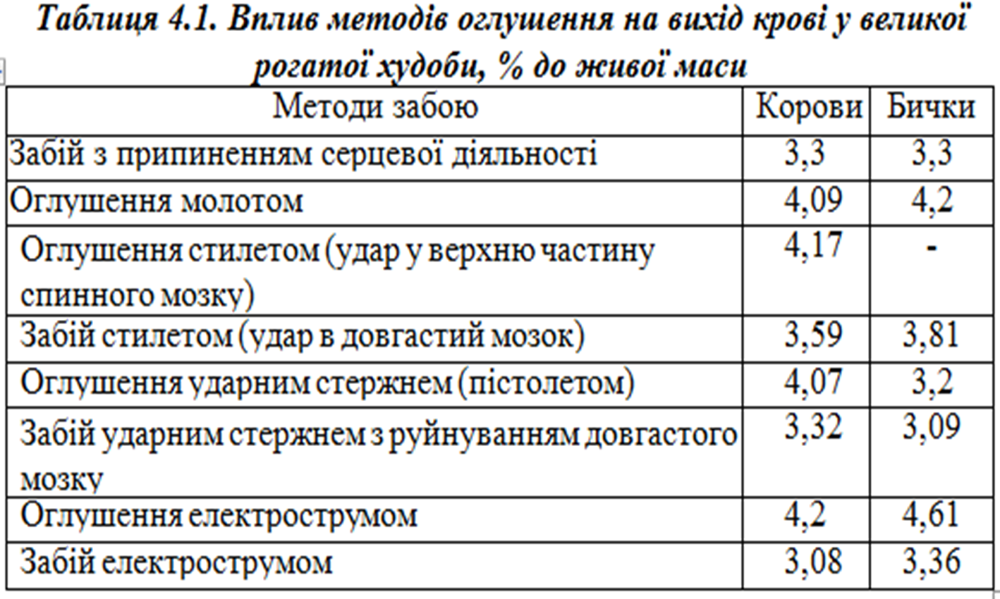 Таблиця 4.1. Вплив методів оглушення на вихід крові у великої
рогатої худоби, % до живої маси
Методи забою Корови Бички
Забій з припиненням серцевої діяльності 3,3 3,3
Оглушення молотом 4,09 4,2
Оглушення стилетом (удар у верхню частину 4,17 -
спинного мозку)
Забій стилетом (удар в довгастий мозок) 3,59 3,81
Оглушення ударним стержнем (пістолетом) 4,07 3,2
Забій ударним стержнем з руйнуванням довгастого 3,32 3,09
мозку
Оглушення електрострумом 4,2 4,61
Забій електрострумом 3,08 3,36